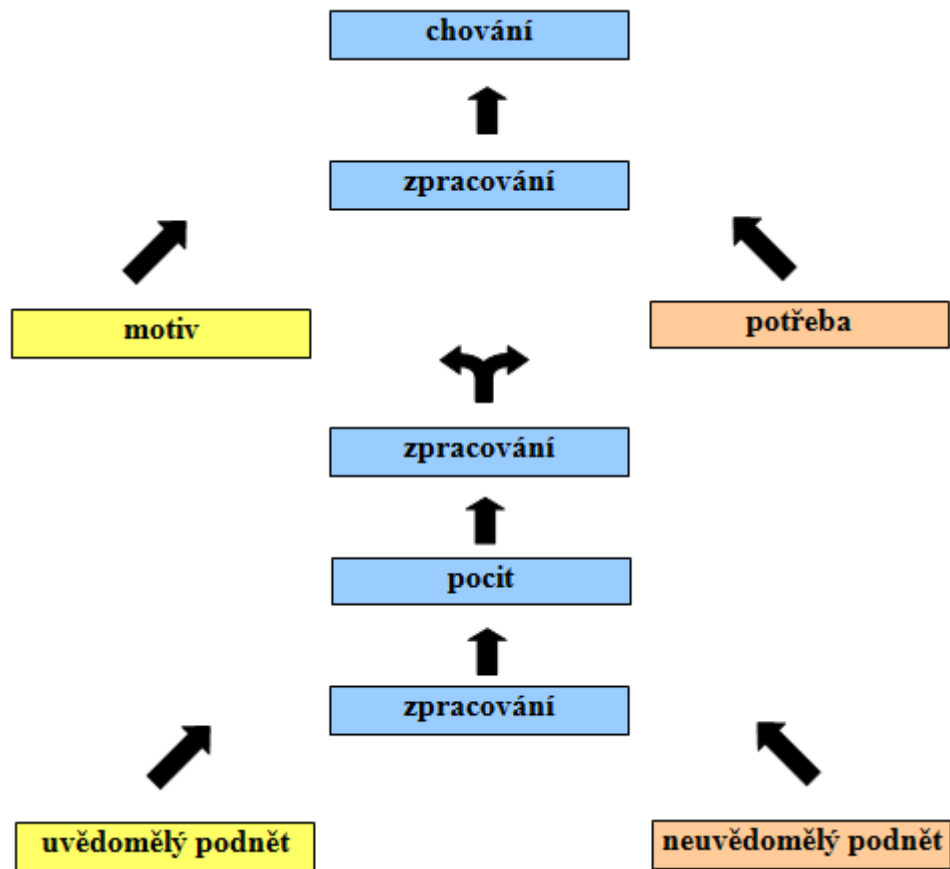 chování
zpracování
motiv
potřeba
zpracování
pocit
zpracování
uvědomělý podnět
neuvědomělý podnět